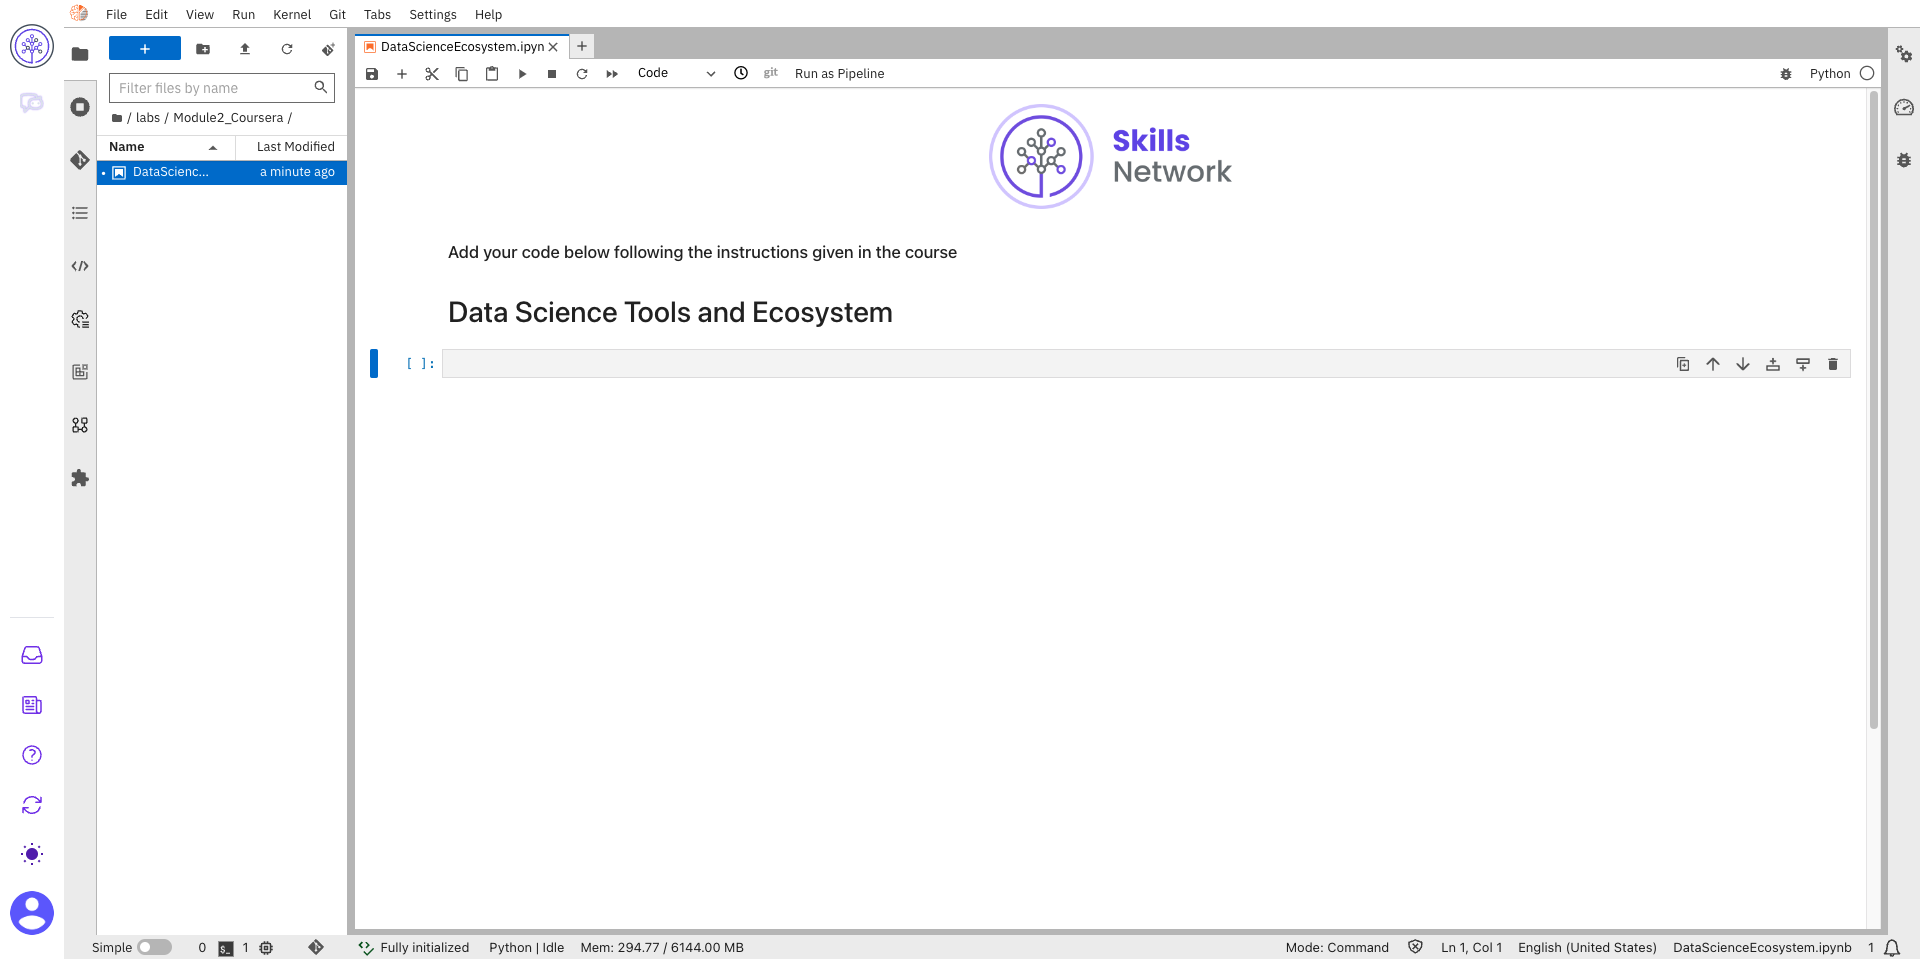 File Edit View Run Kernel Git Tabs Settings Help
DataScienceEcosystem.ipyn
Code
git
Run as Pipeline
Python
Filter files by name
/ labs / Module2_Coursera /
Name Last Modified
DataScienc... a minute ago
Skills
Network
Add your code below following the instructions given in the course
Data Science Tools and Ecosystem
[ ]:
Simple 0 $_ 1 Fully initialized Python | Idle Mem: 294.77 / 6144.00 MB Mode: Command Ln 1, Col 1 English (United States) DataScienceEcosystem.ipynb 1